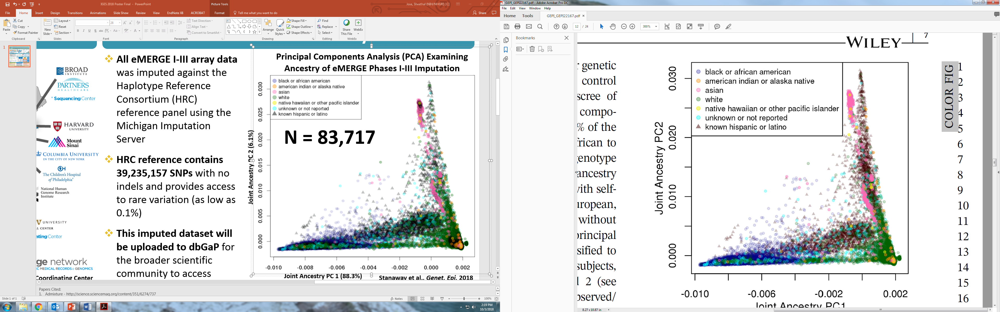 IGES 2018 Poster Final - PowerPoint
Picture Tools
Jose, Sheethal (NIH/NHGRI) [C]
File Home Insert Design Transitions Animations Slide Show Review View EndNote X8 ACROBAT Format Tell me what you want to do Share
Paste
Cut
Copy
Format Painter
Clipboard
New Slide
Layout
Reset
Section
Slides
28
Font
Text Direction
Align Text
Convert to SmartArt
Paragraph
Arrange
Quick Styles
Shape Fill
Shape Outline
Shape Effects
Drawing
Find
Replace
Select
Editing
Share This File
WebEx
WebEx
1
BROAD
INSTITUTE
PARTNERS
HEALTHCARE
* Sequencing Center
HARVARD
UNIVERSITY
Mount
Sinai
COLUMBIA UNIVERSITY
IN THE CITY OF NEW YORK
The Children's Hospital
of Philadelphia*
National Human
Genome Research
Institute
UNIVERSITY
L CENTER
ating Center
ge network
C MEDICAL RECORDS & GENOMICS
Coordinating Center
All eMERGE I-III array data
was imputed against the
Haplotype Reference
Consortium (HRC)
reference panel using the
Michigan Imputation
Server
HRC reference contains
39,235,157 SNPs with no
indels and provides access
to rare variation (as low as
0.1%)
This imputed dataset will
be uploaded to dbGaP for
the broader scientific
community to access
Principal Components Analysis (PCA) Examining
Ancestry of eMERGE Phases I-III Imputation
black or african american
american indian or alaska native
asian
white
native hawaiian or other pacific islander
unknown or not reported
known hispanic or latino
N = 83,717
Joint Ancestry PC 2 (6.1%)
0.030
0.025
0.020
0.015
0.010
0.005
0.000
-0.010 -0.008 -0.006 -0.004 -0.002 0.000 0.002
Joint Ancestry PC 1 (88.3%)
Stanaway et al., Genet. Epi. 2018
Papers Cited:
1. Admixture - http://science.sciencemag.org/content/351/6274/737
Slide 1 of 1
Notes
100%
2:19 PM
10/3/2018
GEPI_GEPI22167.pdf - Adobe Acrobat Pro DC
File Edit View Window Help
Home Tools GEPI_GEPI22167.pdf ×
12 / 24
300%
Bookmarks
WILEY 7
r genetic
control
scree of
compo-
% of the
frican to
genotype
ancestry
with self-
uropean,
without
principal
sified to
subjects,
d 2 (see
bserved/
black or african american
american indian or alaska native
asian
white
native hawaiian or other pacific islander
unknown or not reported
known hispanic or latino
Joint Ancestry PC2
0.030
0.020
0.010
0.000
-0.010 -0.006 -0.002 0.002
Joint Ancestry PC1
COLOR FIG
1
2
3
4
5
6
7
8
9
10
11
12
13
14
15
16
8.27 x 10.87 in